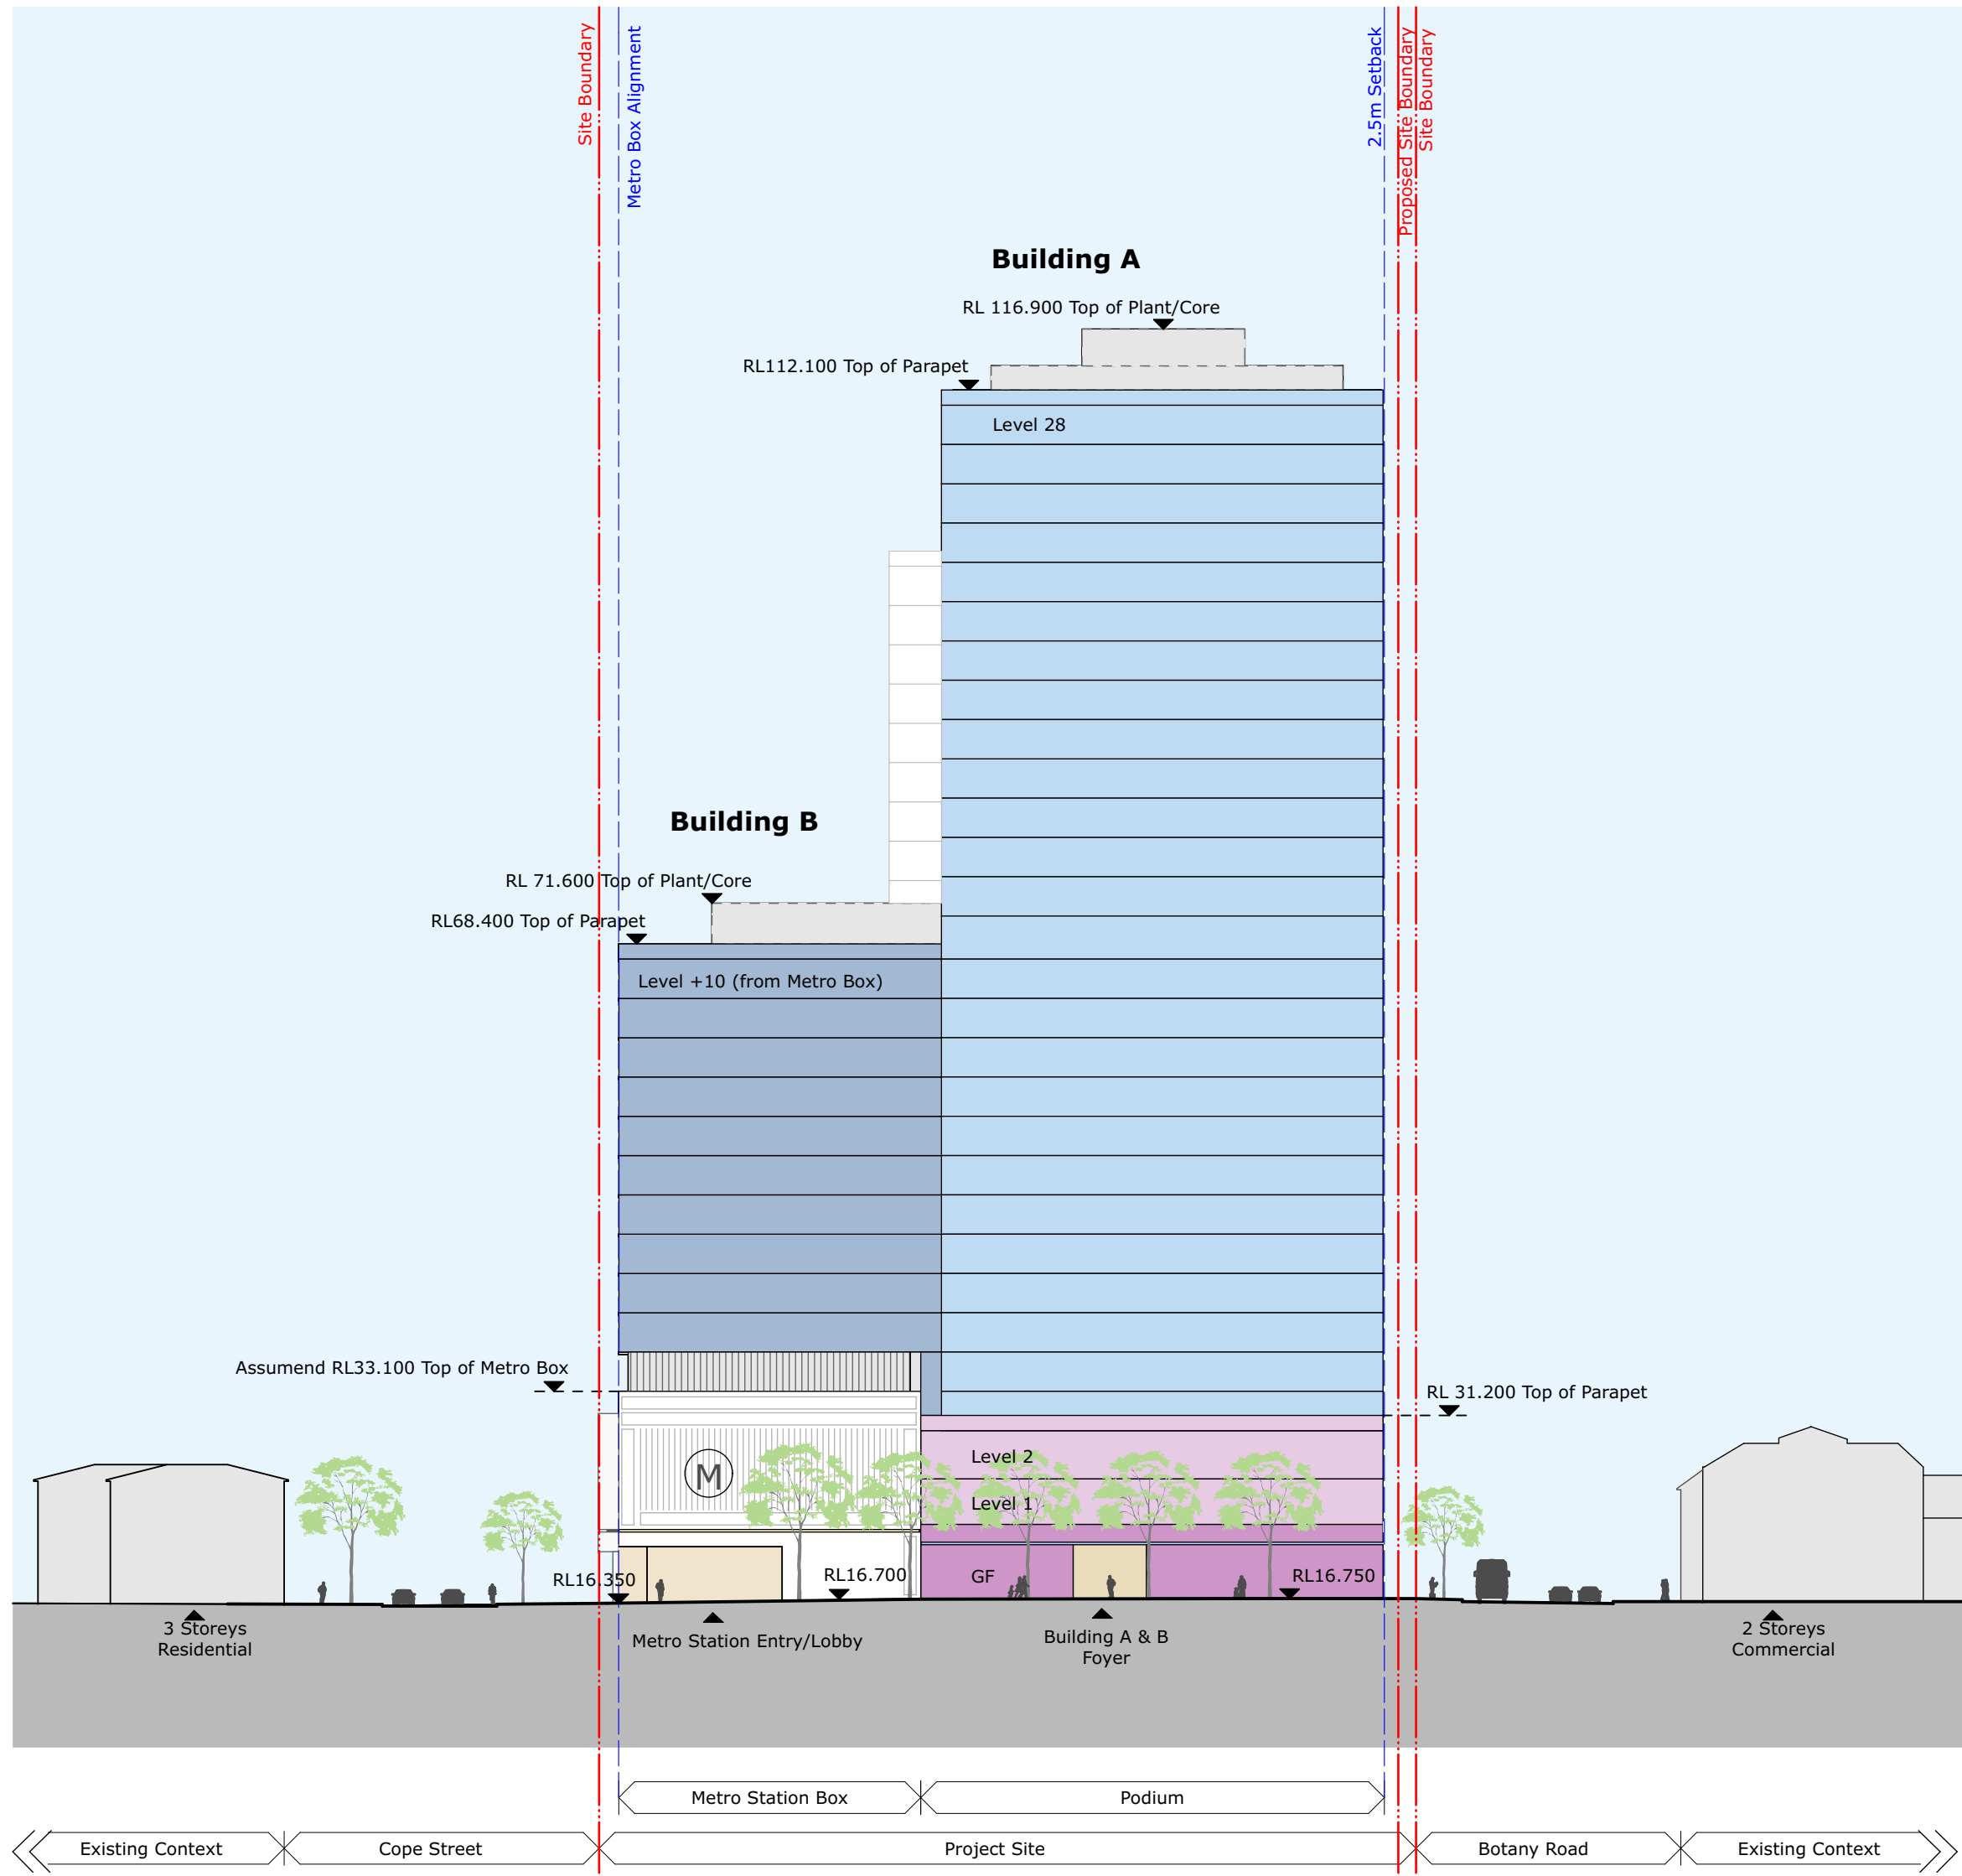 Site Boundary
Metro Box Alignment
2.5m Setback
Proposed Site Boundary
Site Boundary
Building A
RL 116.900 Top of Plant/Core
RL112.100 Top of Parapet
Level 28
Building B
RL 71.600 Top of Plant/Core
RL68.400 Top of Parapet
Level +10 (from Metro Box)
Assumend RL33.100 Top of Metro Box
RL 31.200 Top of Parapet
Level 2
M
Level 1
RL16.350
RL16.700
GF
RL16.750
3 Storeys
Residential
Metro Station Entry/Lobby
Building A & B
Foyer
2 Storeys
Commercial
Metro Station Box
Podium
Existing Context
Cope Street
Project Site
Botany Road
Existing Context